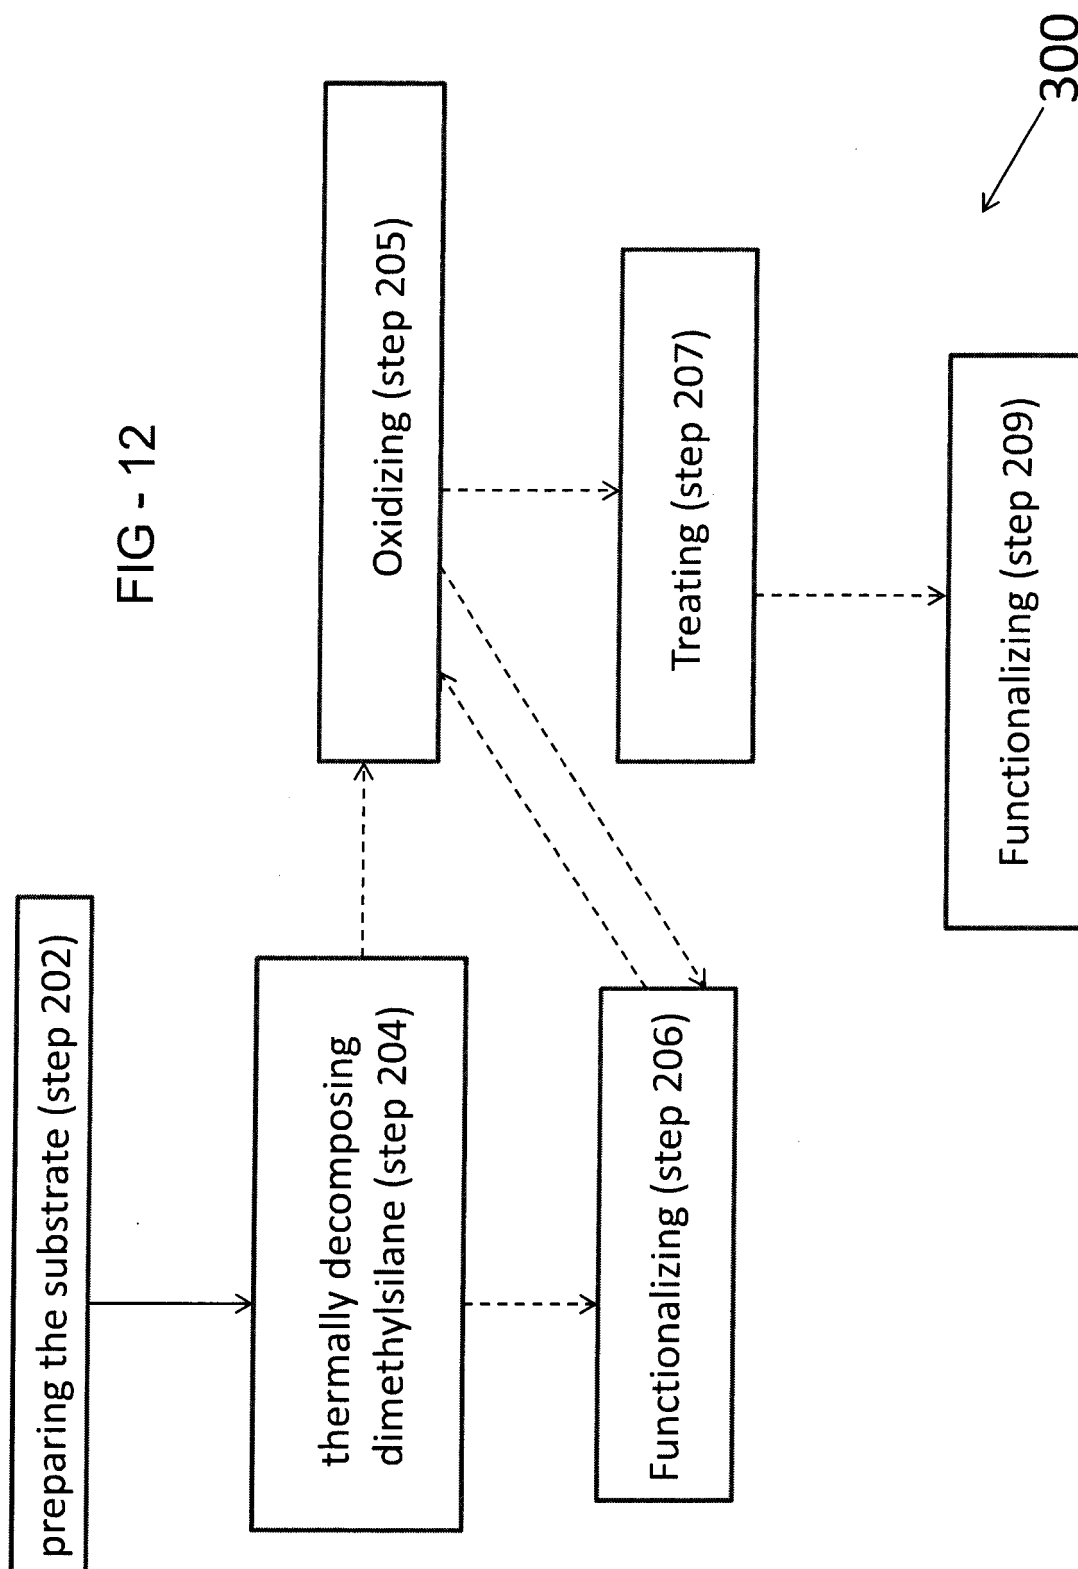 FIG - 12
preparing the substrate (step 202)
thermally decomposing
dimethylsilane (step 204)
Oxidizing (step 205)
Functionalizing (step 206)
Treating (step 207)
Functionalizing (step 209)
300